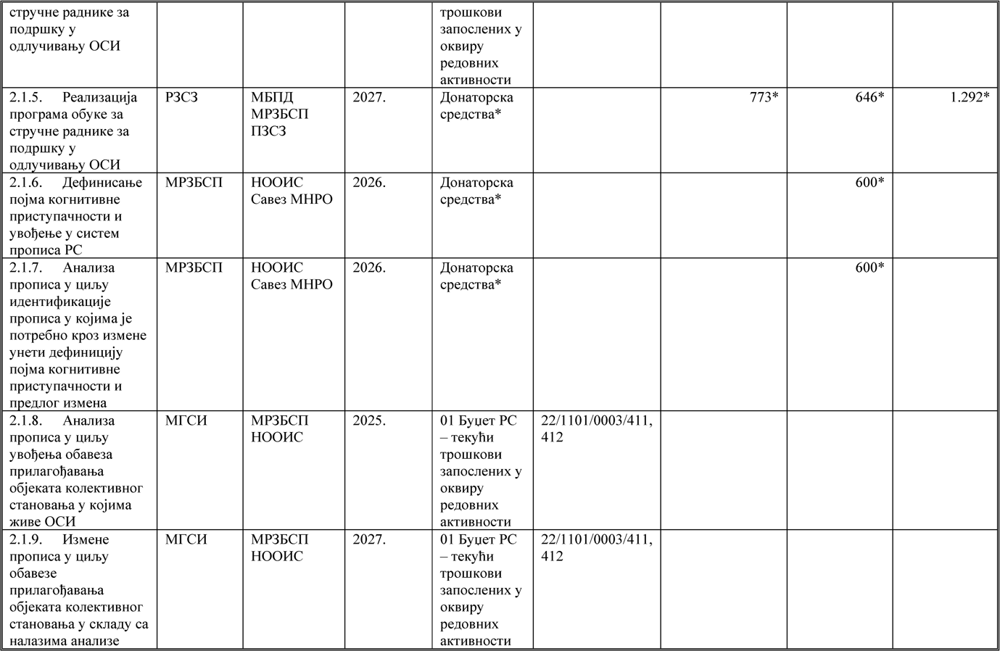 стручне раднике за
подршку у
одлучивању ОСИ
трошкови
запослених у
оквиру
редовних
активности
2.1.5. Реализација
програма обуке за
стручне раднике за
подршку у
одлучивању ОСИ
РЗСЗ
МБПД
МРЗБСП
ПЗСЗ
2027.
Донаторска
средства*
773*
646*
1.292*
2.1.6. Дефинисање
појма когнитивне
приступачности и
увођење у систем
прописа РС
МРЗБСП
НООИС
Савез МНРО
2026.
Донаторска
средства*
600*
2.1.7. Анализа
прописа у циљу
идентификације
прописа у којима је
потребно кроз измене
унети дефиницију
појма когнитивне
приступачности и
предлог измена
МРЗБСП
НООИС
Савез МНРО
2026.
Донаторска
средства*
600*
2.1.8. Анализа
прописа у циљу
увођења обавеза
прилагођавања
објеката колективног
становања у којима
живе ОСИ
МГСИ
МРЗБСП
НООИС
2025.
01 Буџет РС
– текући
трошкови
запослених у
оквиру
редовних
активности
22/1101/0003/411,
412
2.1.9. Измене
прописа у циљу
обавезе
прилагођавања
објеката колективног
становања у складу са
налазима анализе
МГСИ
МРЗБСП
НООИС
2027.
01 Буџет РС
– текући
трошкови
запослених у
оквиру
редовних
активности
22/1101/0003/411,
412